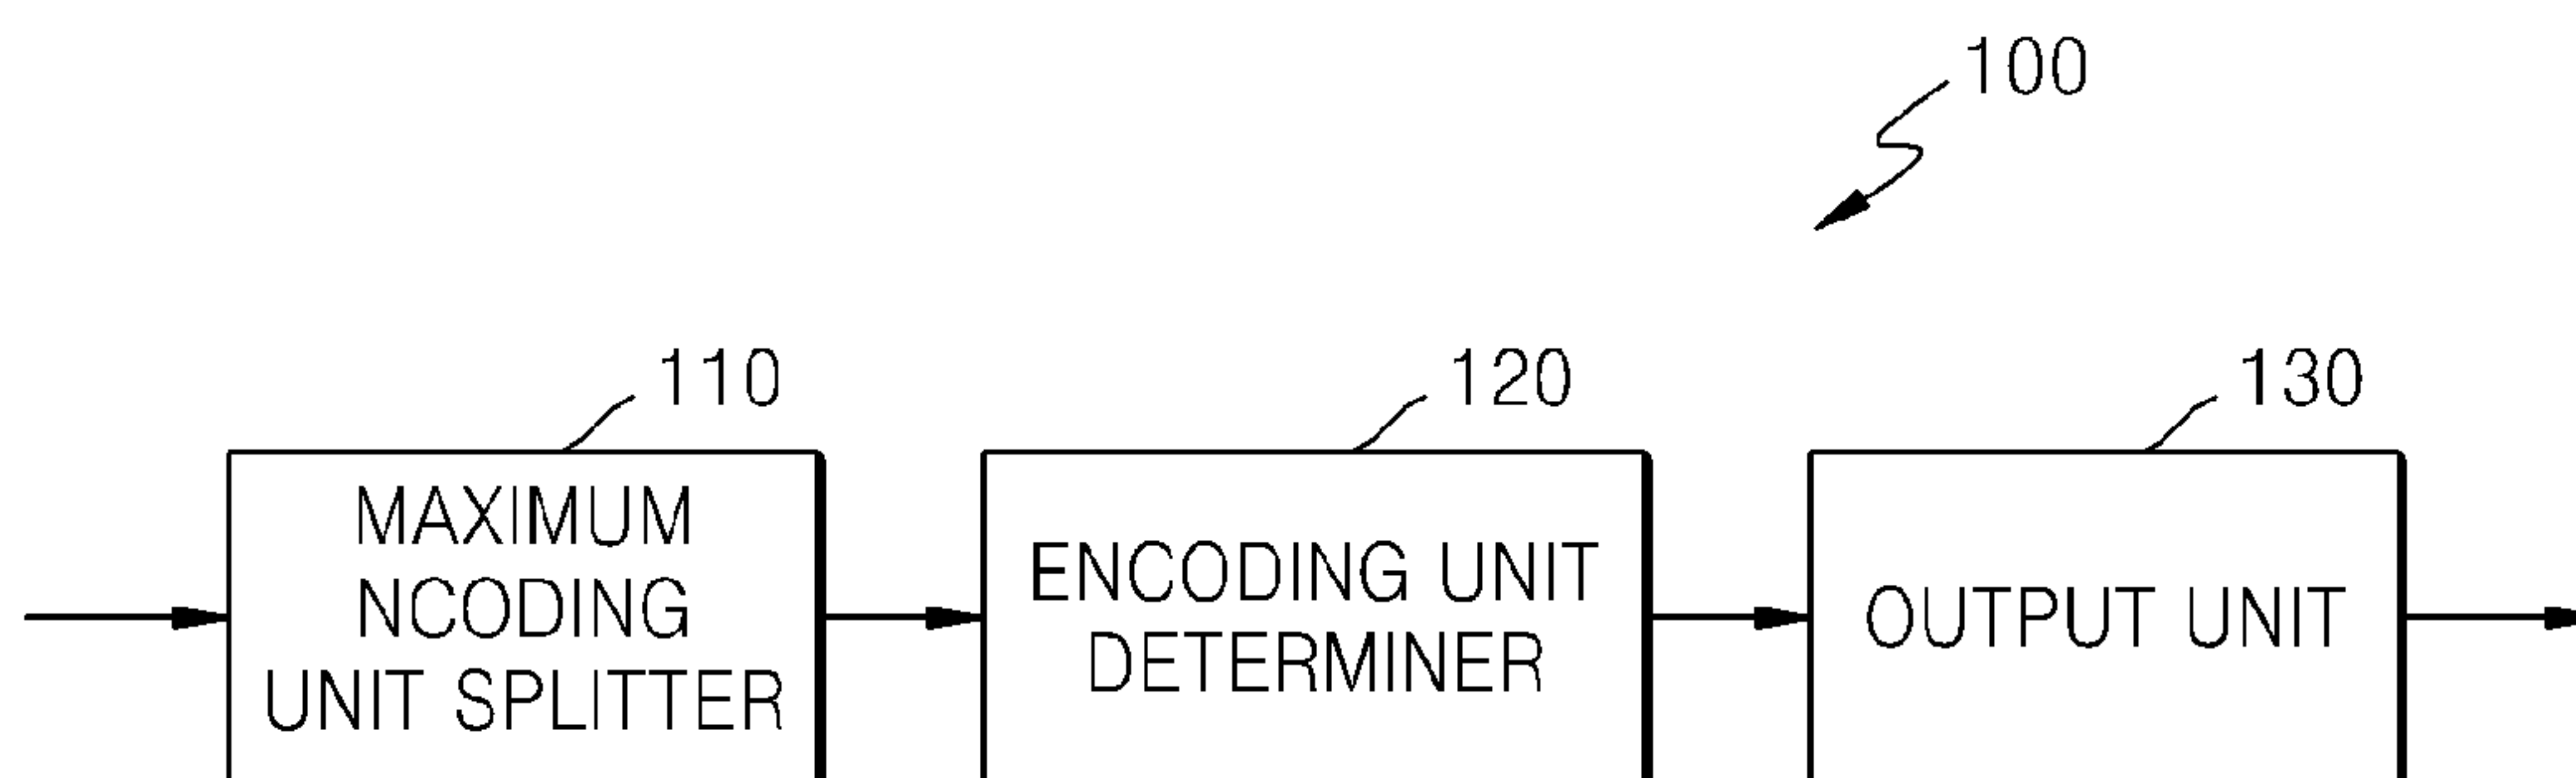 100
110
120
130
MAXIMUM
NCODING
UNIT SPLITTER
ENCODING UNIT
DETERMINER
OUTPUT UNIT